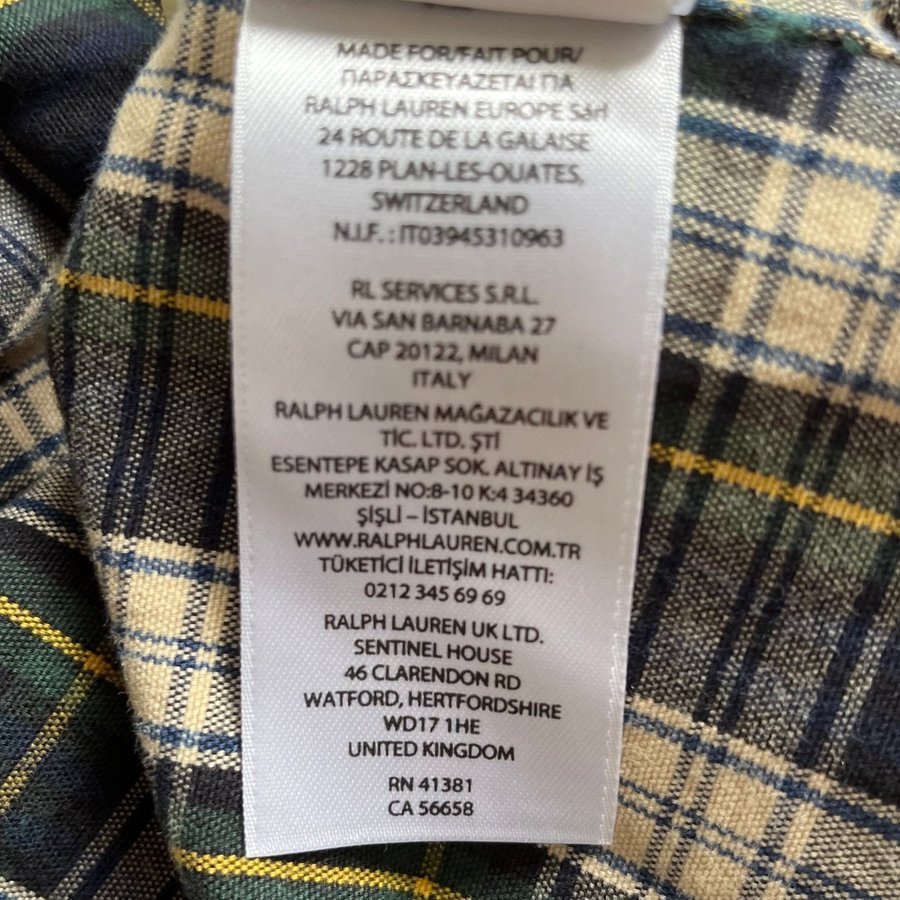 MADE FOR/FAIT POUR/
ΠΑΡΑΣΚΕΥΑΖΕΤΑΙ ΓΙΑ
RALPH LAUREN EUROPE Sàrl
24 ROUTE DE LA GALAISE
1228 PLAN-LES-OUATES,
SWITZERLAND
N.I.F. : IT03945310963
RL SERVICES S.R.L.
VIA SAN BARNABA 27
CAP 20122, MILAN
ITALY
RALPH LAUREN MAĞAZACILIK VE
TİC. LTD. ŞTİ
ESENTEPE KASAP SOK. ALTINAY İŞ
MERKEZİ NO:8-10 K:4 34360
ŞİŞLİ – İSTANBUL
WWW.RALPHLAUREN.COM.TR
TÜKETİCİ İLETİŞİM HATTI:
0212 345 69 69
RALPH LAUREN UK LTD.
SENTINEL HOUSE
46 CLARENDON RD
WATFORD, HERTFORDSHIRE
WD17 1HE
UNITED KINGDOM
RN 41381
CA 56658